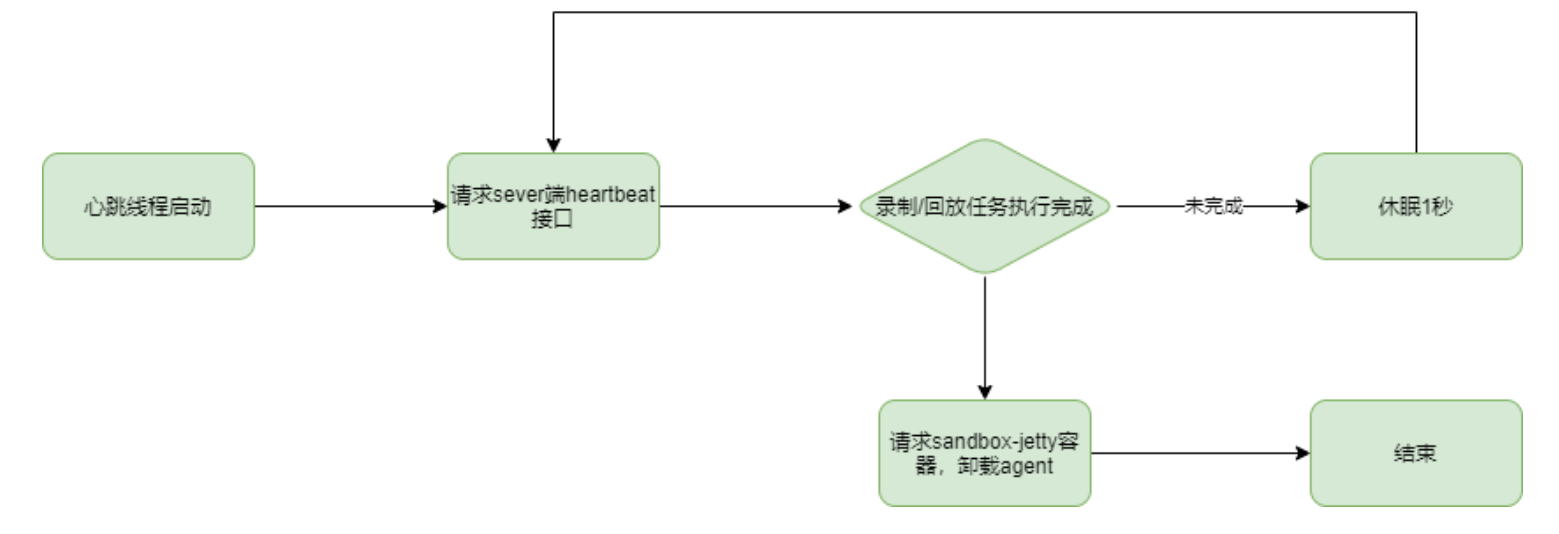 心跳线程启动
请求sever端heartbeat
接口
录制/回放任务执行完成
未完成
休眠1秒
请求sandbox-jetty容
器，卸载agent
结束